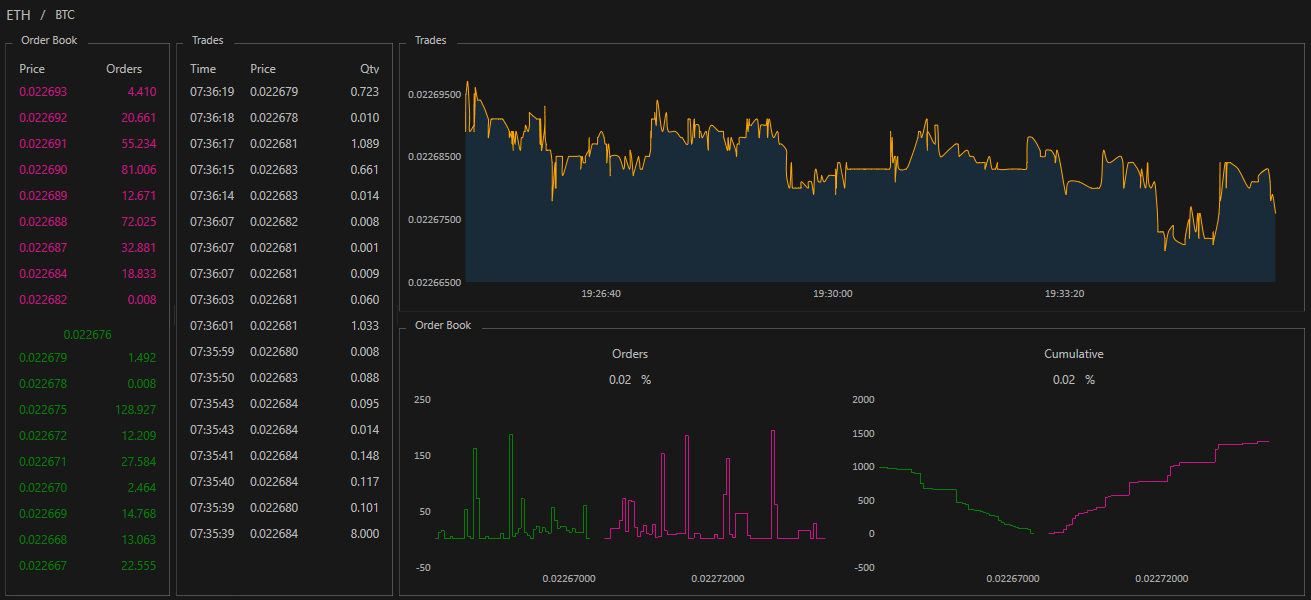 ETH / BTC
Order Book
Price Orders
0.022693 4.410
0.022692 20.661
0.022691 55.234
0.022690 81.006
0.022689 12.671
0.022688 72.025
0.022687 32.881
0.022684 18.833
0.022682 0.008
0.022676
0.022679 1.492
0.022678 0.008
0.022675 128.927
0.022672 12.209
0.022671 27.584
0.022670 2.464
0.022669 14.768
0.022668 13.063
0.022667 22.555
Trades
Time Price Qty
07:36:19 0.022679 0.723
07:36:18 0.022678 0.010
07:36:17 0.022681 1.089
07:36:15 0.022683 0.661
07:36:14 0.022683 0.014
07:36:07 0.022682 0.008
07:36:07 0.022681 0.001
07:36:07 0.022681 0.009
07:36:03 0.022681 0.060
07:36:01 0.022681 1.033
07:35:59 0.022680 0.008
07:35:50 0.022683 0.088
07:35:43 0.022684 0.095
07:35:43 0.022684 0.014
07:35:41 0.022684 0.148
07:35:40 0.022684 0.117
07:35:39 0.022680 0.101
07:35:39 0.022684 8.000
Trades
0.02269500
0.02268500
0.02267500
0.02266500
19:26:40 19:30:00 19:33:20
Order Book
Orders
0.02 %
250
150
50
-50
0.02267000 0.02272000
Cumulative
0.02 %
2000
1500
1000
500
0
-500
0.02267000 0.02272000